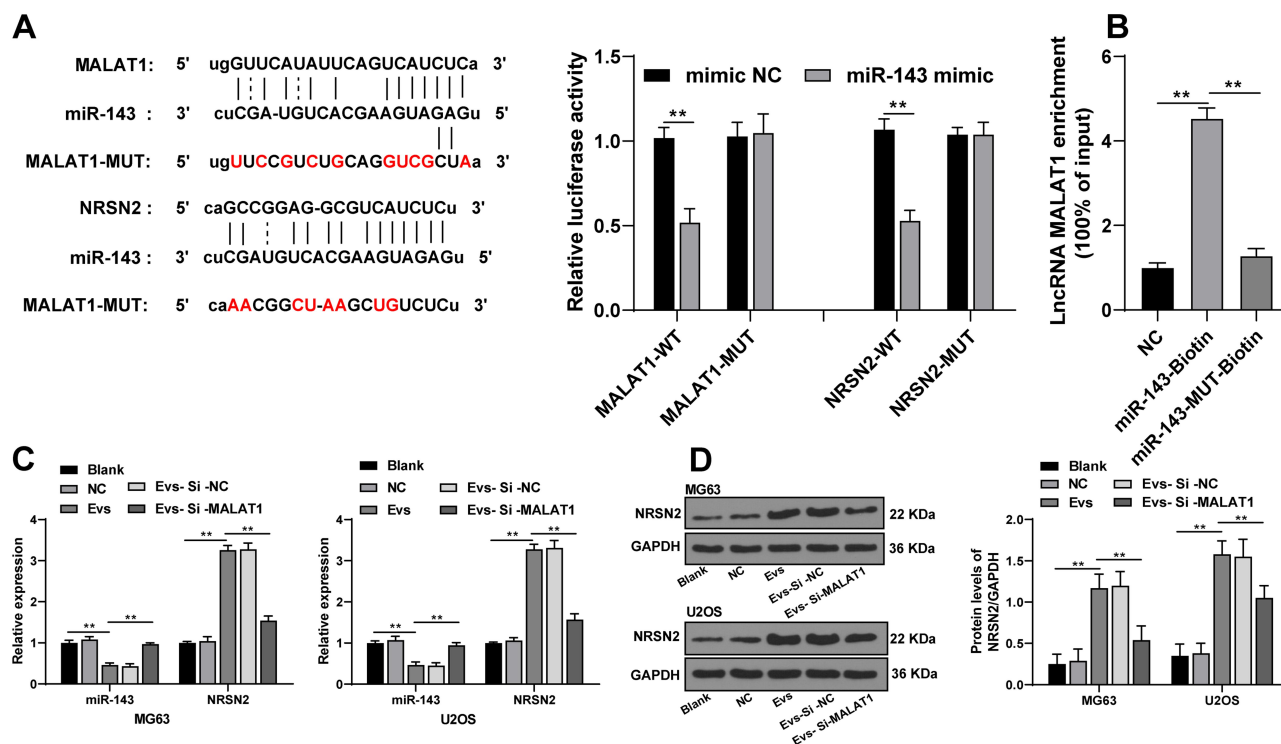 A
MALAT1: 5' ugGUUCAUAUUCAGUCAUCUCa 3'
miR-143 : 3' cuCGA-UGUCACGAAGUAGAGu 5'
MALAT1-MUT: 5' ugUUCCGUCUGCAGGUCGCUAa 3'
NRSN2 : 5' caGCCGGAG-GCGUCAUCUCu 3'
miR-143 : 3' cuCGAUGUCACGAAGUAGAGu 5'
MALAT1-MUT: 5' caAACGGCU-AAGCUGUCUCu 3'
Relative luciferase activity
1.5
1.0
0.5
0.0
mimic NC
miR-143 mimic
**
**
MALAT1-WT
MALAT1-MUT
NRSN2-WT
NRSN2-MUT
B
LncRNA MALAT1 enrichment
(100% of input)
6
4
2
0
**
**
NC
miR-143-Biotin
miR-143-MUT-Biotin
C
Blank
NC
Evs
Evs- Si -NC
Evs- Si -MALAT1
Relative expression
4
3
2
1
0
**
**
**
**
miR-143
NRSN2
MG63
Blank
NC
Evs
Evs- Si -NC
Evs- Si -MALAT1
Relative expression
4
3
2
1
0
**
**
**
**
miR-143
NRSN2
U2OS
D
MG63
NRSN2
22 KDa
GAPDH
36 KDa
Blank
NC
Evs
Evs-Si -NC
Evs- Si-MALAT1
U2OS
NRSN2
22 KDa
GAPDH
36 KDa
Blank
NC
Evs
Evs-Si -NC
Evs- Si-MALAT1
Blank
NC
Evs
Evs- Si -NC
Evs- Si -MALAT1
Protein levels of
NRSN2/GAPDH
2.0
1.5
1.0
0.5
0.0
**
**
**
**
MG63
U2OS